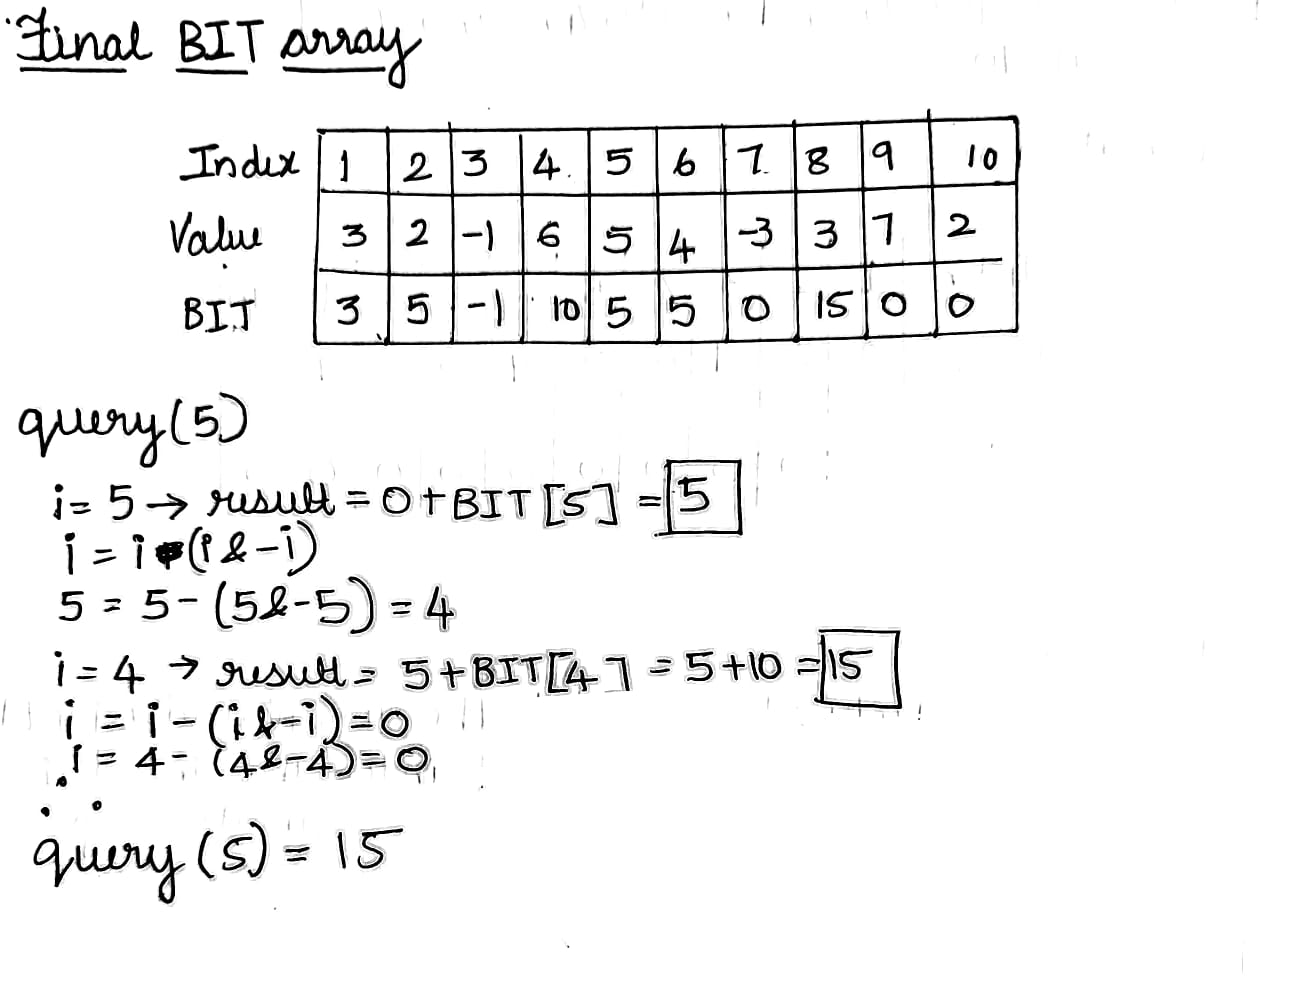 Final BIT array
Index 1 2 3 4 5 6 7 8 9 10
Value 3 2 -1 6 5 4 -3 3 7 2
BIT 3 5 -1 10 5 5 0 15 0 0
query(5)
i= 5 → result = 0+BIT[5] = 5
i = i-(i&-i)
5 = 5-(5&-5) = 4
i = 4 → result = 5+BIT[4] = 5+10 = 15
i = i-(i&-i)=0
i = 4-(4&-4)=0
∴ query(5) = 15